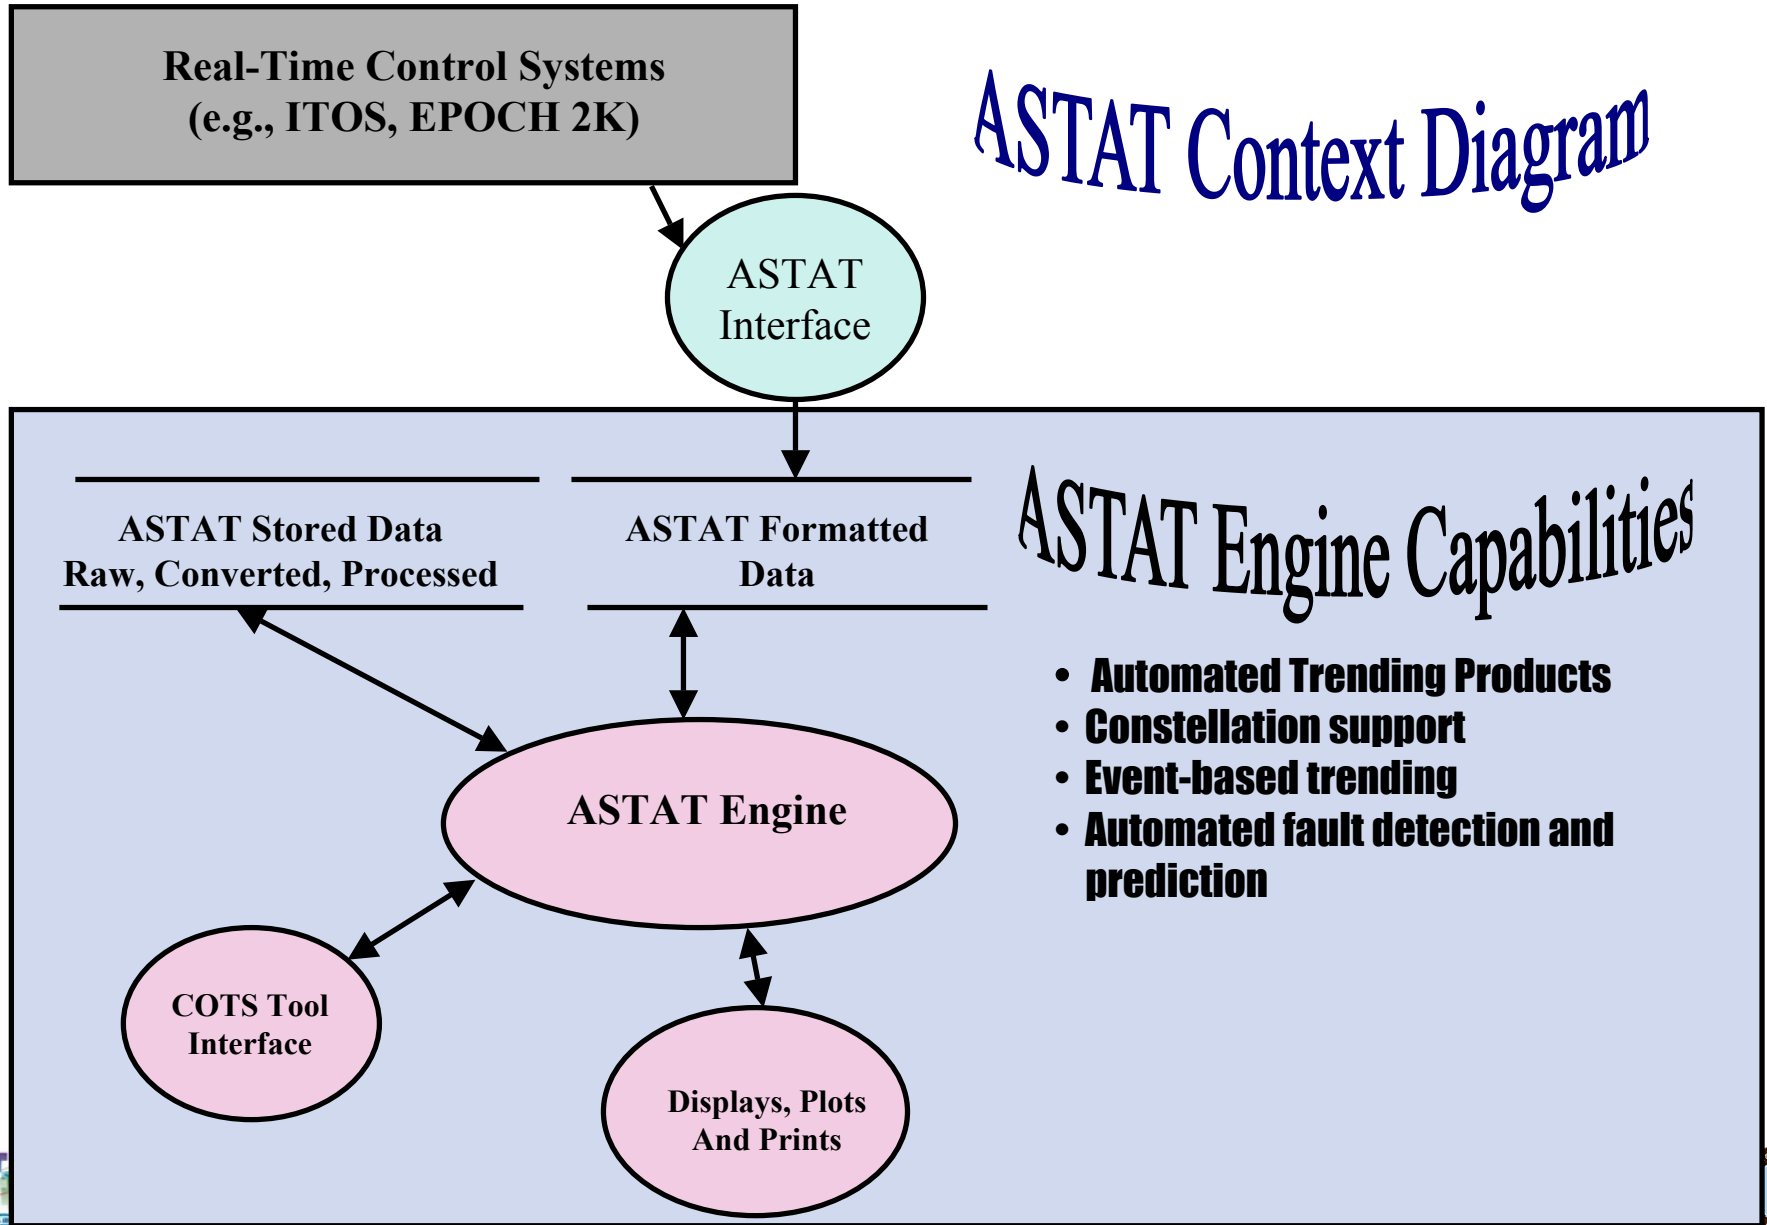 Real-Time Control Systems
(e.g., ITOS, EPOCH 2K)
ASTAT Context Diagram
ASTAT
Interface
ASTAT Stored Data
Raw, Converted, Processed
ASTAT Formatted
Data
ASTAT Engine Capabilities
• Automated Trending Products
• Constellation support
• Event-based trending
• Automated fault detection and
prediction
ASTAT Engine
COTS Tool
Interface
Displays, Plots
And Prints